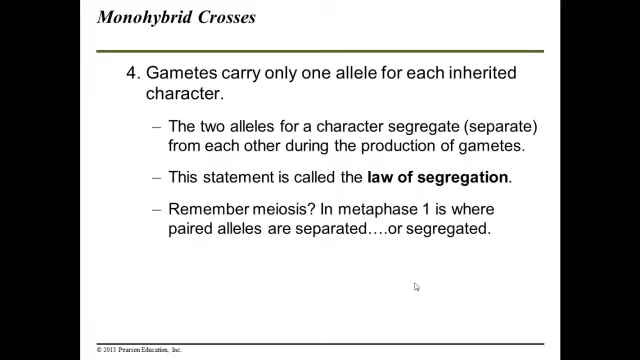 Monohybrid Crosses
4. Gametes carry only one allele for each inherited
character.
– The two alleles for a character segregate (separate)
from each other during the production of gametes.
– This statement is called the law of segregation.
– Remember meiosis? In metaphase 1 is where
paired alleles are separated….or segregated.
© 2013 Pearson Education, Inc.